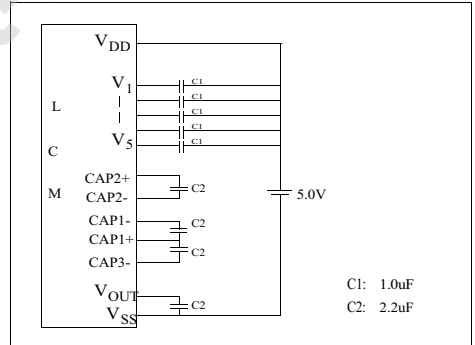 VDD
V1
C1
C1
L
C1
C1
V5
C1
C
CAP2+
C2
5.0V
M
CAP2-
CAP1-
C2
CAP1+
C2
CAP3-
C1: 1.0uF
VOUT
C2
C2: 2.2uF
VSS